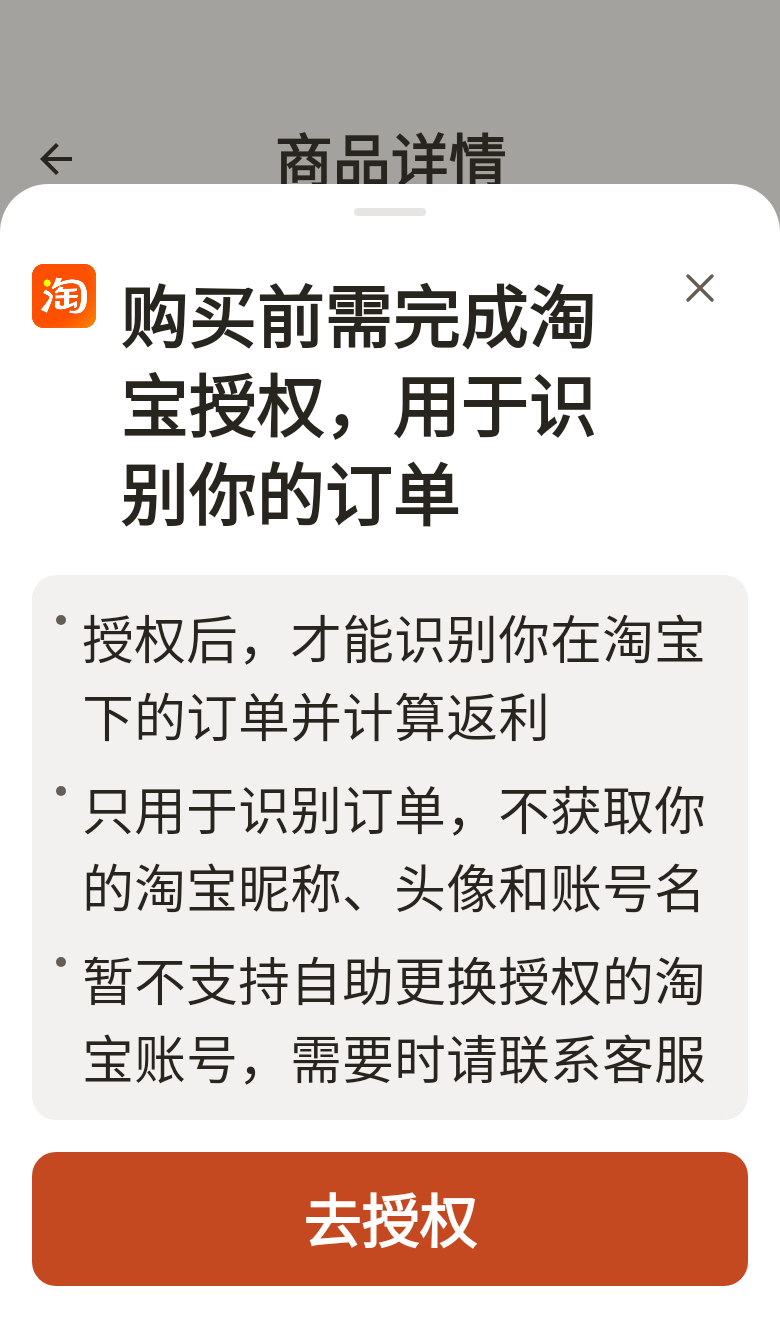 商品详情
淘
购买前需完成淘
宝授权，用于识
别你的订单
授权后，才能识别你在淘宝
下的订单并计算返利
只用于识别订单，不获取你
的淘宝昵称、头像和账号名
暂不支持自助更换授权的淘
宝账号，需要时请联系客服
去授权